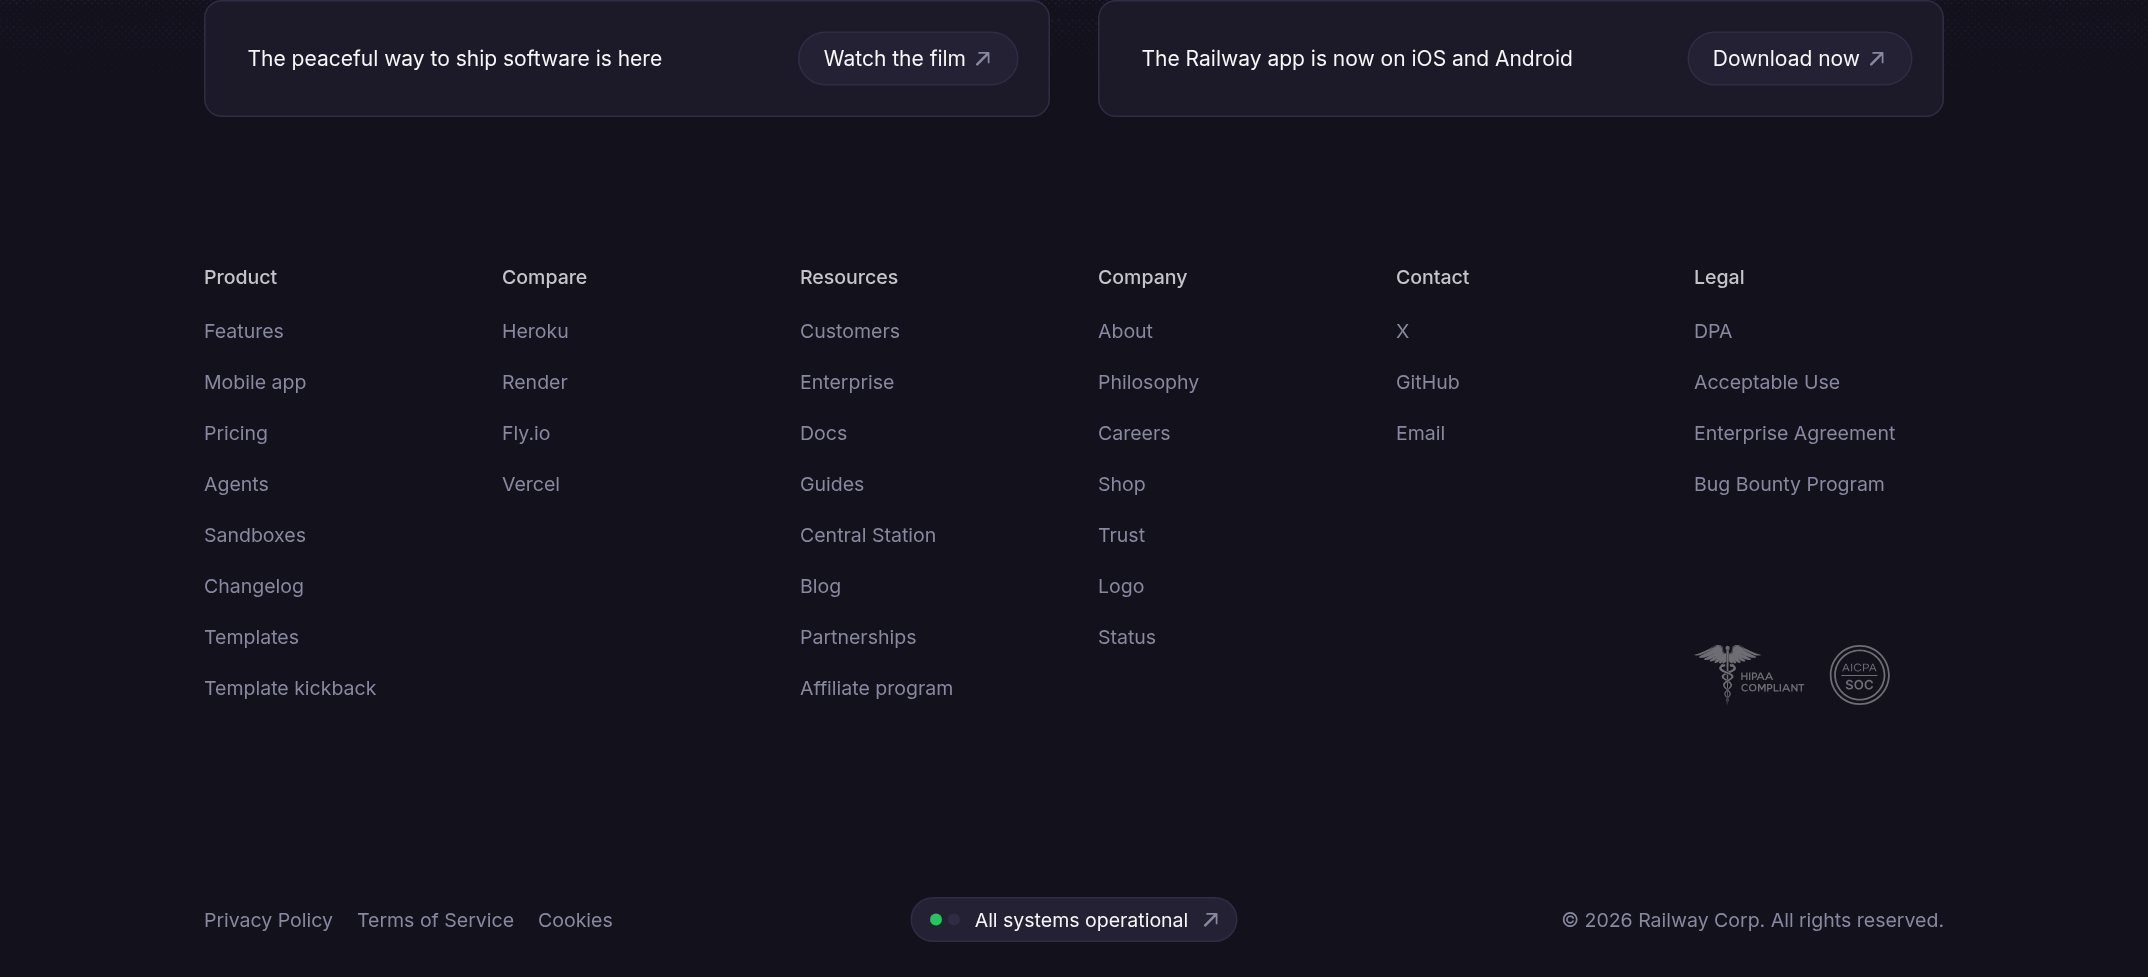 The peaceful way to ship software is here
Watch the film
The Railway app is now on iOS and Android
Download now
Product
Features
Mobile app
Pricing
Agents
Sandboxes
Changelog
Templates
Template kickback
Compare
Heroku
Render
Fly.io
Vercel
Resources
Customers
Enterprise
Docs
Guides
Central Station
Blog
Partnerships
Affiliate program
Company
About
Philosophy
Careers
Shop
Trust
Logo
Status
Contact
X
GitHub
Email
Legal
DPA
Acceptable Use
Enterprise Agreement
Bug Bounty Program
HIPAA
COMPLIANT
AICPA
SOC
Privacy Policy
Terms of Service
Cookies
All systems operational
© 2026 Railway Corp. All rights reserved.